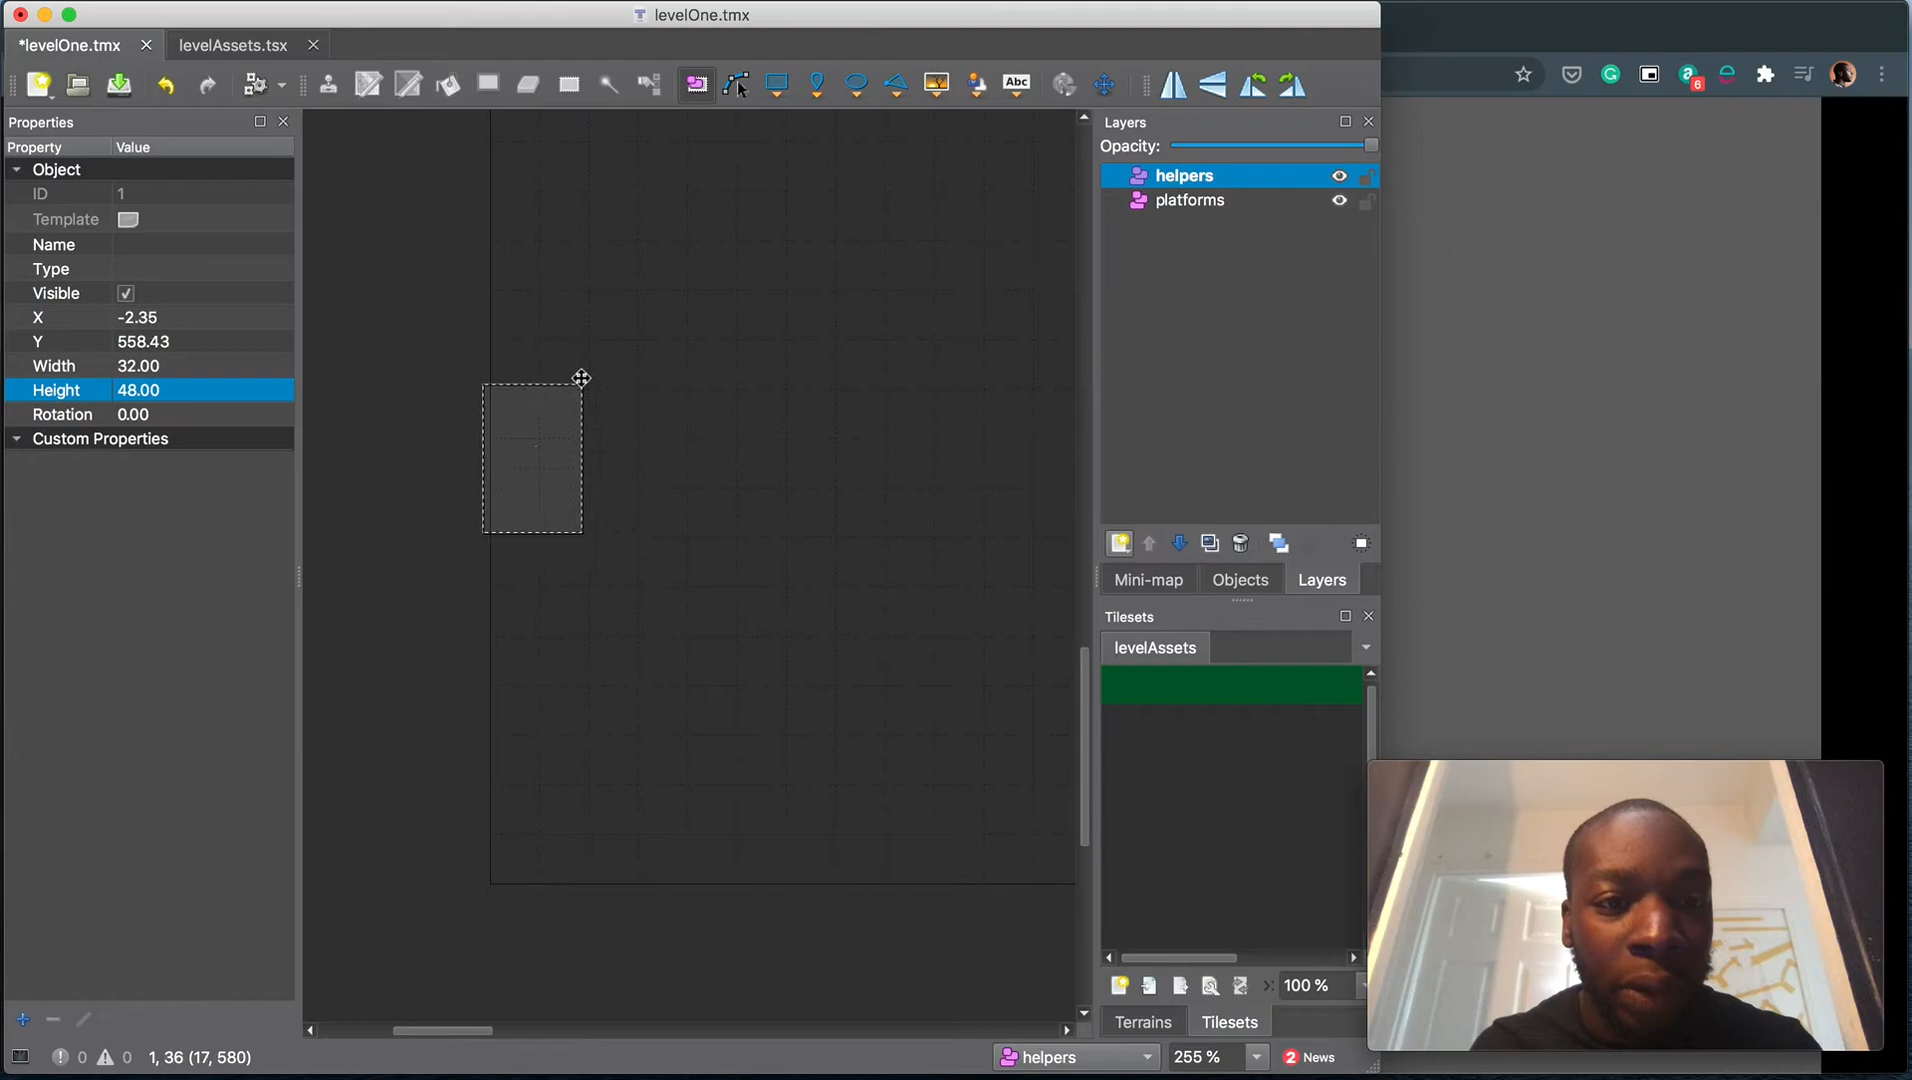 levelOne.tmx
*levelOne.tmx
levelAssets.tsx
Abc
6
Properties
Property Value
Object
ID 1
Template
Name
Type
Visible
X -2.35
Y 558.43
Width 32.00
Height 48.00
Rotation 0.00
Custom Properties
Layers
Opacity:
helpers
platforms
Mini-map Objects Layers
Tilesets
levelAssets
100 %
Terrains Tilesets
0 0 1, 36 (17, 580)
helpers
255 %
2 News